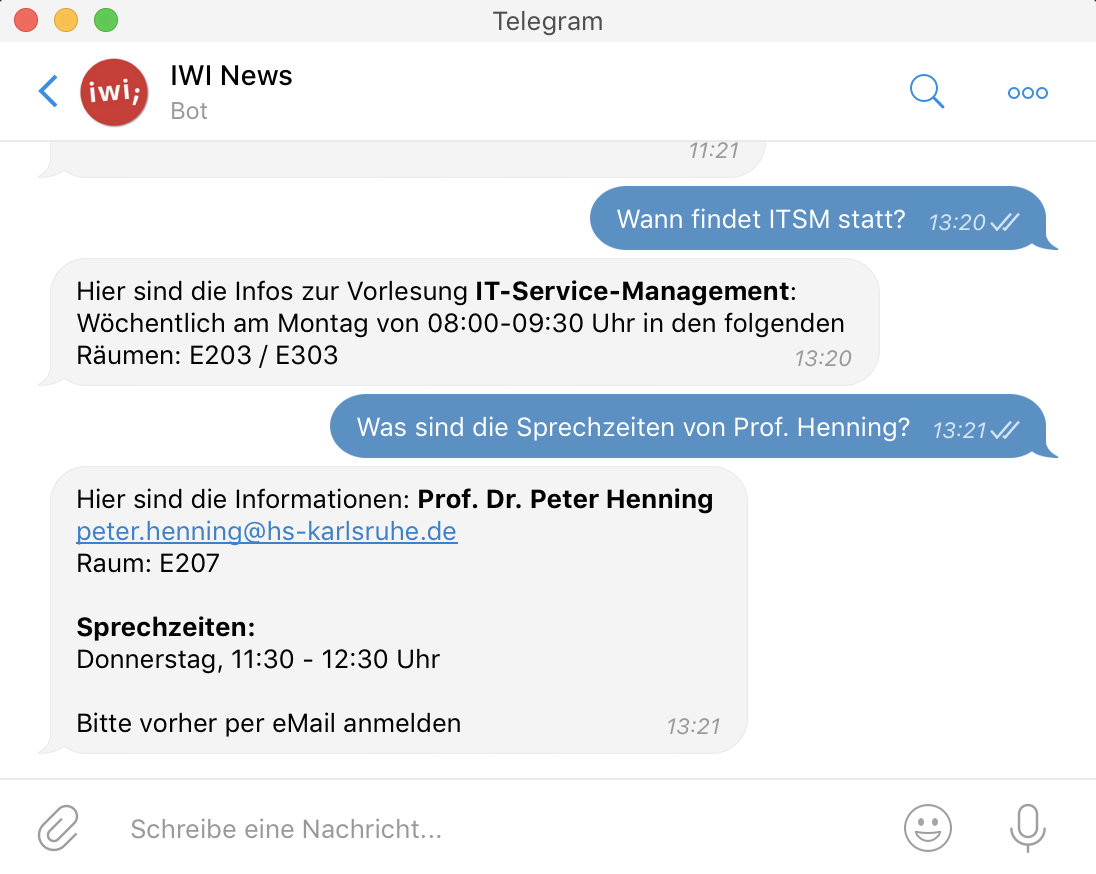 Telegram
iwi;
IWI News
Bot
11:21
Wann findet ITSM statt? 13:20
Hier sind die Infos zur Vorlesung IT-Service-Management:
Wöchentlich am Montag von 08:00-09:30 Uhr in den folgenden
Räumen: E203 / E303 13:20
Was sind die Sprechzeiten von Prof. Henning? 13:21
Hier sind die Informationen: Prof. Dr. Peter Henning
peter.henning@hs-karlsruhe.de
Raum: E207
Sprechzeiten:
Donnerstag, 11:30 - 12:30 Uhr
Bitte vorher per eMail anmelden 13:21
Schreibe eine Nachricht...